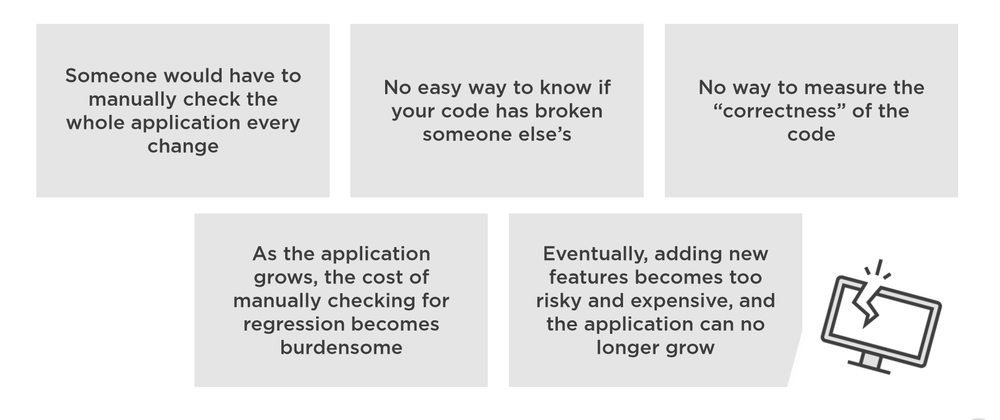 Someone would have to
manually check the
whole application every
change
No easy way to know if
your code has broken
someone else’s
No way to measure the
“correctness” of the
code
As the application
grows, the cost of
manually checking for
regression becomes
burdensome
Eventually, adding new
features becomes too
risky and expensive, and
the application can no
longer grow